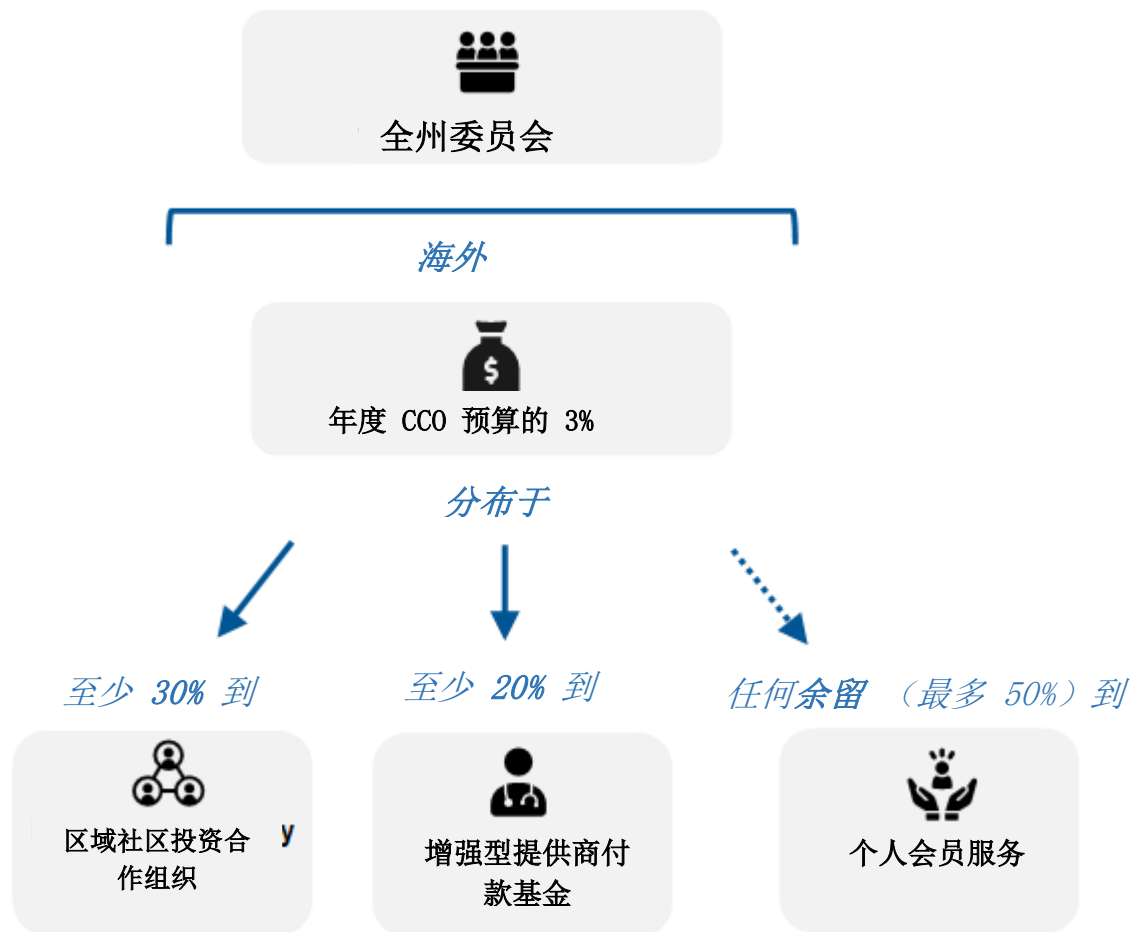 全州委员会
海外
$
年度 CCO 预算的 3%
分布于
至少 30% 到
至少 20% 到
任何余留 （最多 50%）到
区域社区投资合
作组织
y
增强型提供商付
款基金
个人会员服务